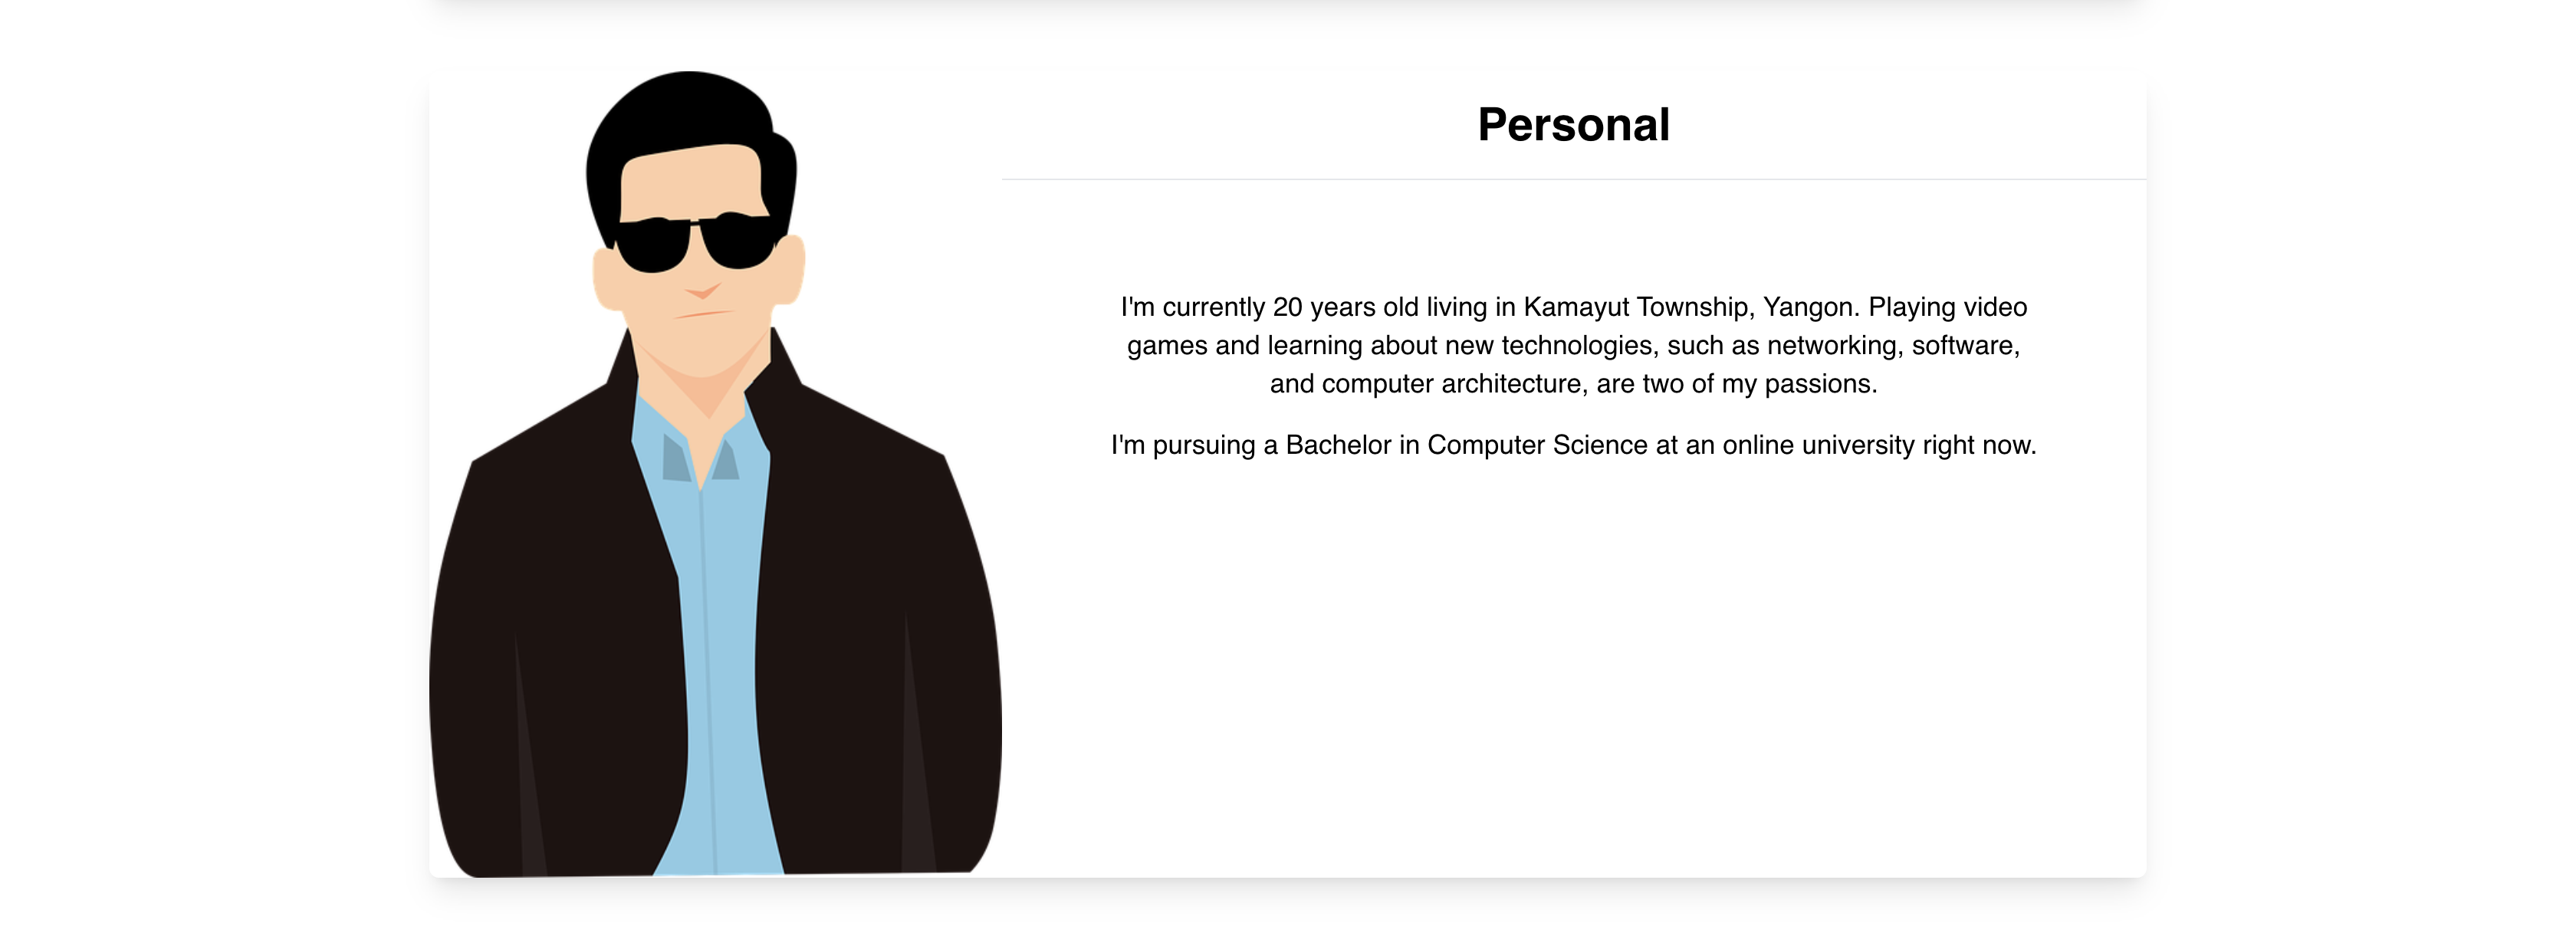 Personal
I'm currently 20 years old living in Kamayut Township, Yangon. Playing video
games and learning about new technologies, such as networking, software,
and computer architecture, are two of my passions.
I'm pursuing a Bachelor in Computer Science at an online university right now.